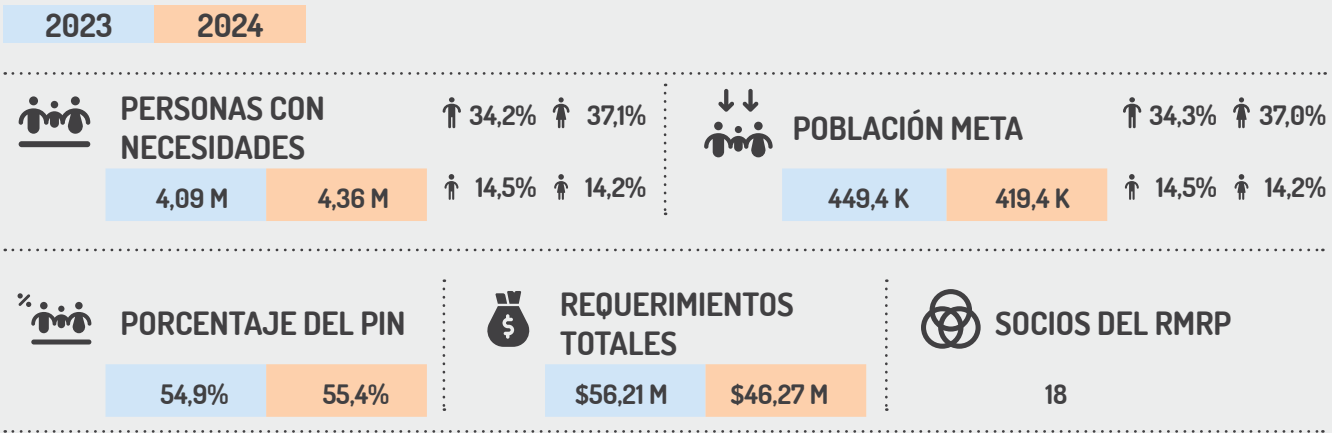 2023 2024
PERSONAS CON
NECESIDADES
4,09 M 4,36 M
34,2% 37,1%
14,5% 14,2%
POBLACIÓN META
449,4 K 419,4 K
34,3% 37,0%
14,5% 14,2%
%
PORCENTAJE DEL PIN
54,9% 55,4%
$
REQUERIMIENTOS
TOTALES
$56,21 M $46,27 M
SOCIOS DEL RMRP
18